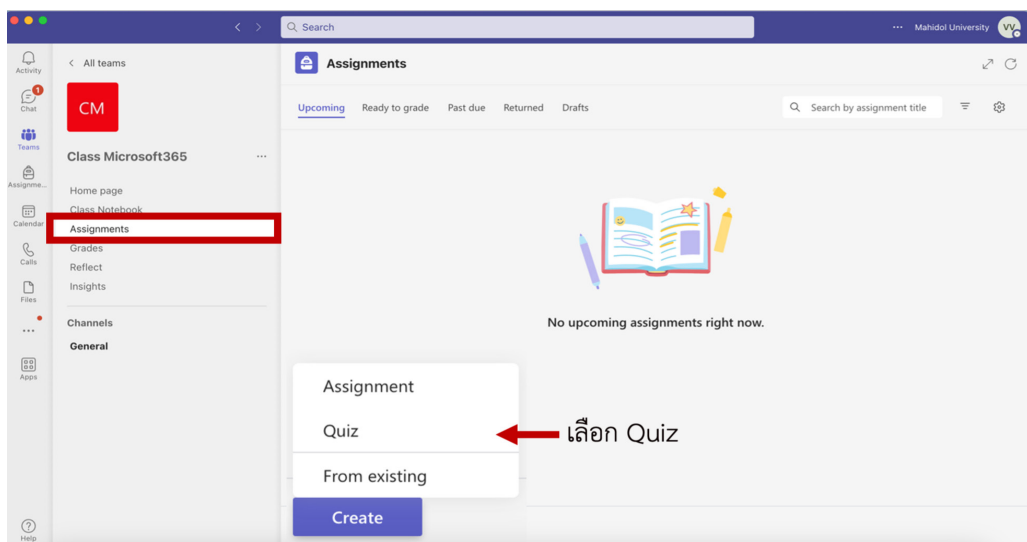 Search
Mahidol University
VV
Activity
Chat
1
Teams
Assignme...
Calendar
Calls
Files
Apps
Help
All teams
CM
Class Microsoft365
Home page
Class Notebook
Assignments
Grades
Reflect
Insights
Channels
General
Assignments
Upcoming Ready to grade Past due Returned Drafts
Search by assignment title
No upcoming assignments right now.
Assignment
Quiz
เลือก Quiz
From existing
Create